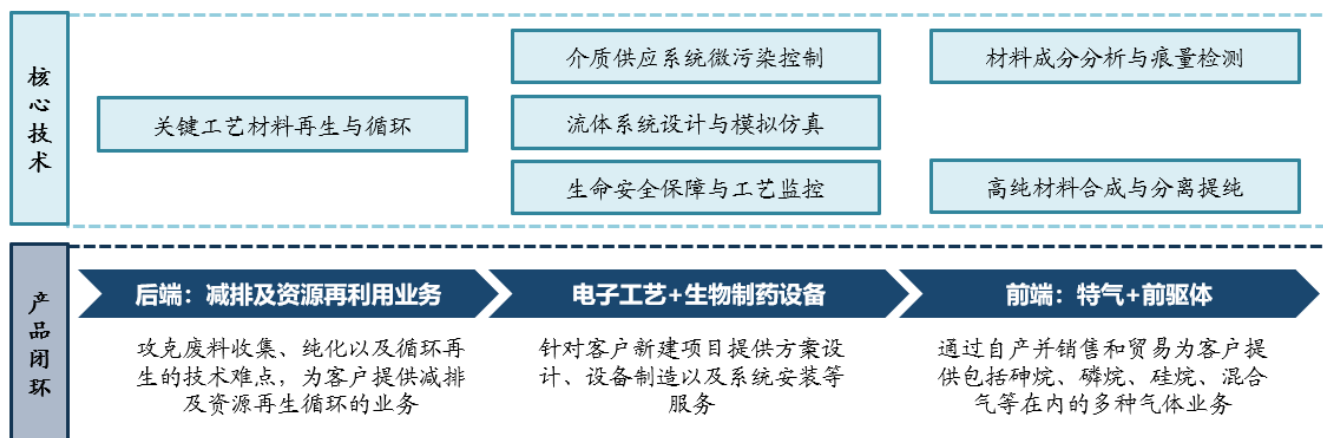 核心技术
关键工艺材料再生与循环
介质供应系统微污染控制
流体系统设计与模拟仿真
生命安全保障与工艺监控
材料成分分析与痕量检测
高纯材料合成与分离提纯
产品闭环
后端：减排及资源再利用业务
攻克废料收集、纯化以及循环再
生的技术难点，为客户提供减排
及资源再生循环的业务
电子工艺+生物制药设备
针对客户新建项目提供方案设
计、设备制造以及系统安装等
服务
前端：特气+前驱体
通过自产并销售和贸易为客户提
供包括砷烷、磷烷、硅烷、混合
气等在内的多种气体业务